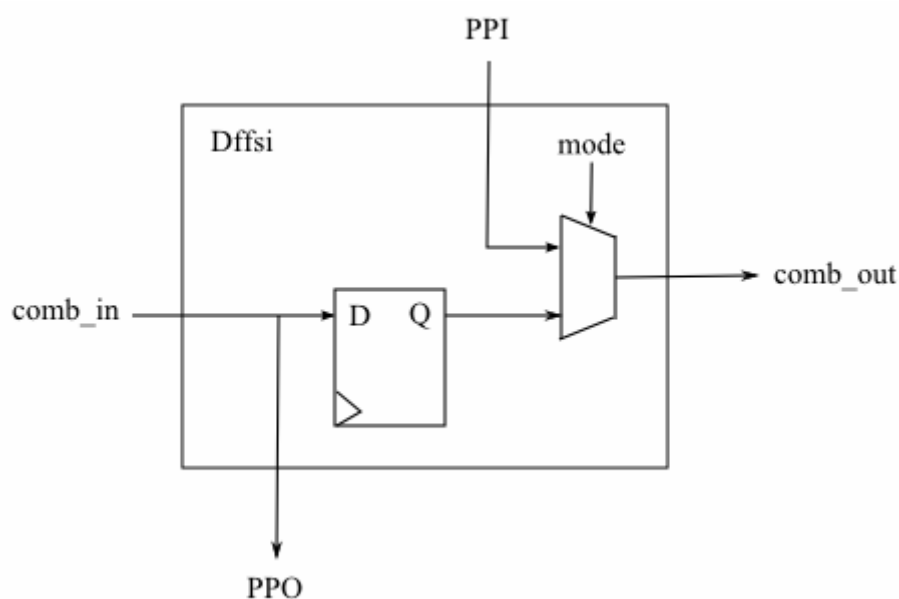 PPI
Dffsi
mode
comb_out
comb_in
D Q
PPO